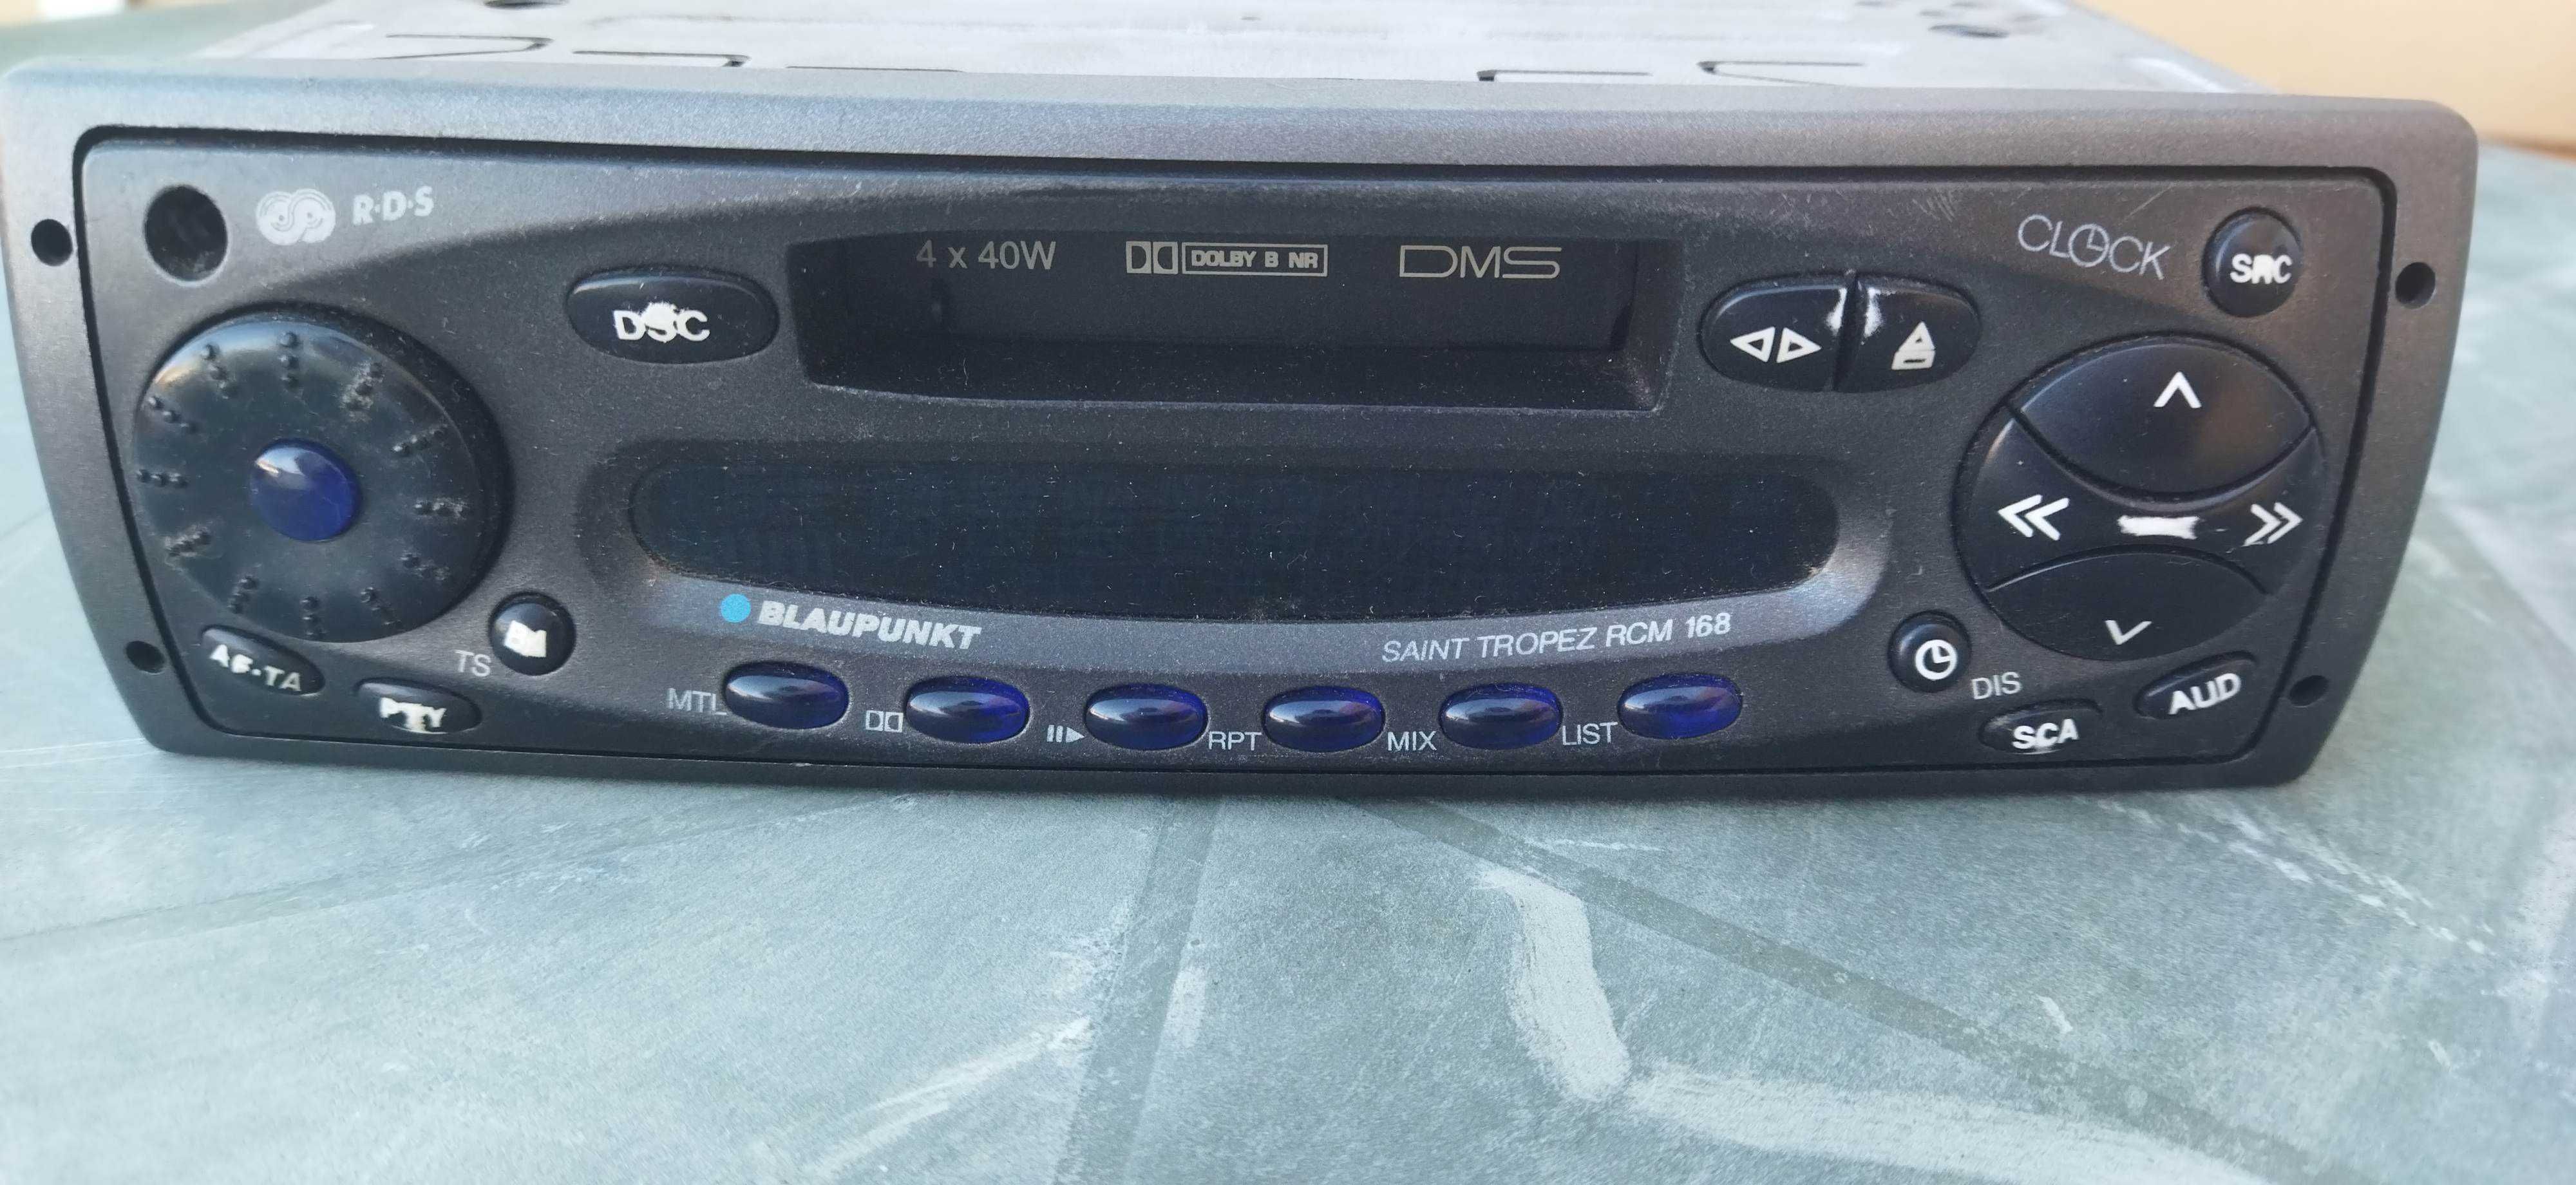 R·D·S
4 x 40W
DOLBY B NR
DMS
CLOCK
SRC
DSC
BLAUPUNKT
SAINT TROPEZ RCM 168
TS
AF·TA
PTY
MTL
RPT
MIX
LIST
DIS
SCA
AUD